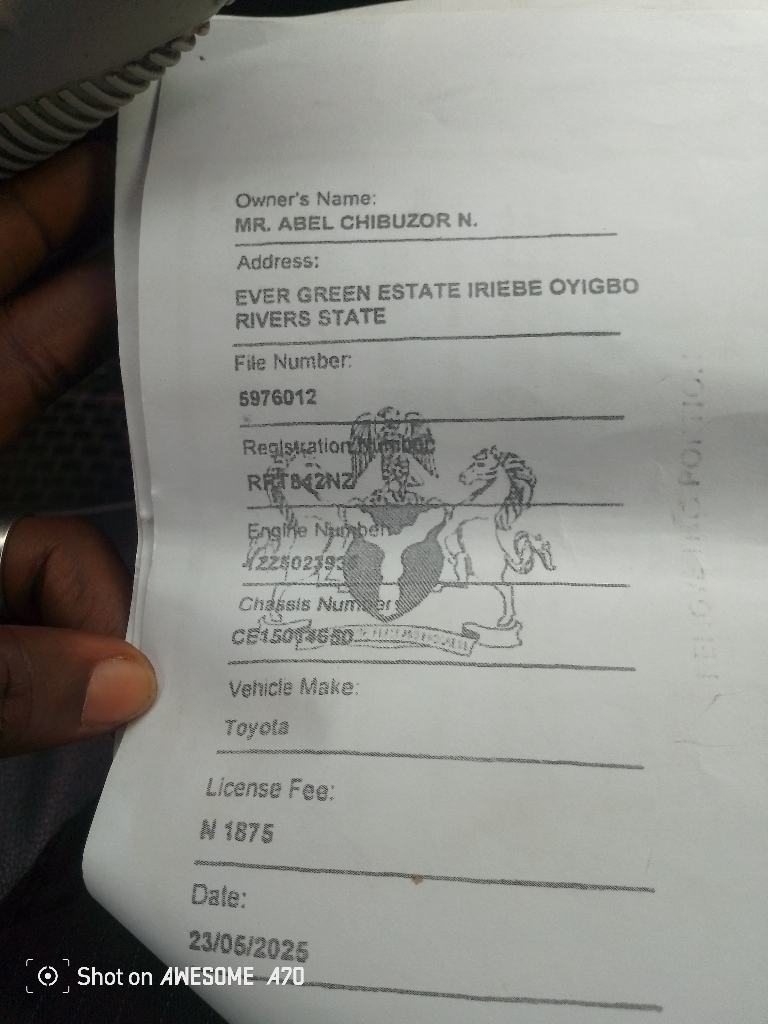 Owner's Name:
MR. ABEL CHIBUZOR N.
Address:
EVER GREEN ESTATE IRIEBE OYIGBO
RIVERS STATE
File Number:
5976012
Registration Number
Engine Number
Chassis Number
Vehicle Make:
Toyota
License Fee:
N 1875
Date:
23/05/2025
Shot on AWESOME A70